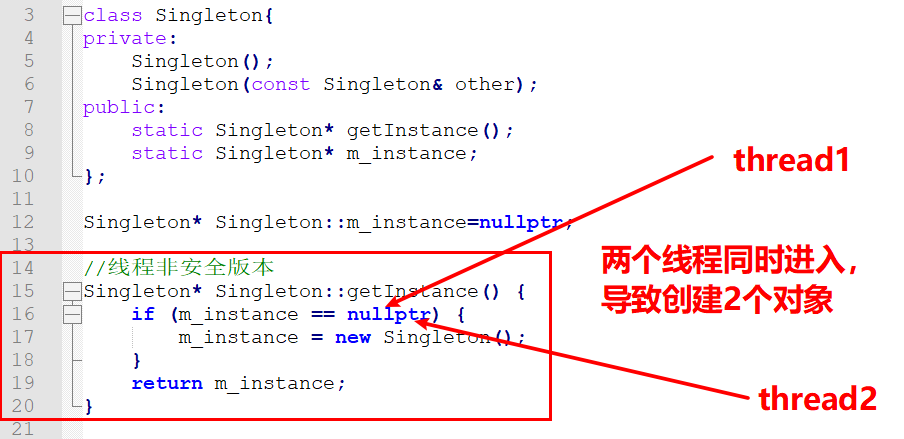 3 class Singleton{
4 private:
5 Singleton();
6 Singleton(const Singleton& other);
7 public:
8 static Singleton* getInstance();
9 static Singleton* m_instance;
10 };
11
12 Singleton* Singleton::m_instance=nullptr;
13
14 //线程非安全版本
15 Singleton* Singleton::getInstance() {
16 if (m_instance == nullptr) {
17 m_instance = new Singleton();
18 }
19 return m_instance;
20 }
21
thread1
两个线程同时进入，
导致创建2个对象
thread2